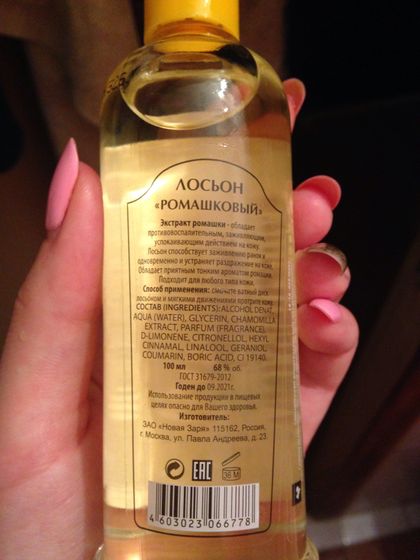 ЛОСЬОН
«РОМАШКОВЫЙ»
Экстракт ромашки - обладает
противовоспалительным, заживляющим,
успокаивающим действием на кожу.
Лосьон способствует заживлению ранок и
одновременно и устраняет раздражения на коже.
Обладает приятным тонким ароматом ромашки.
Подходит для любого типа кожи.
Способ применения: смочите ватный диск
лосьоном и мягкими движениями протрите кожу.
СОСТАВ (INGREDIENTS): ALCOHOL DENAT,
AQUA (WATER), GLYCERIN, CHAMOMILLA
EXTRACT, PARFUM (FRAGRANCE),
D-LIMONENE, CITRONELLOL, HEXYL
CINNAMAL, LINALOOL, GERANIOL,
COUMARIN, BORIC ACID, CI 19140.
100 мл 68 % об.
ГОСТ 31679-2012
Годен до 09.2021г.
Использование продукции в пищевых
целях опасно для Вашего здоровья.
Изготовитель:
ЗАО «Новая Заря» 115162, Россия,
г. Москва, ул. Павла Андреева, д. 23.
EAC
36 M
4 603023 066778